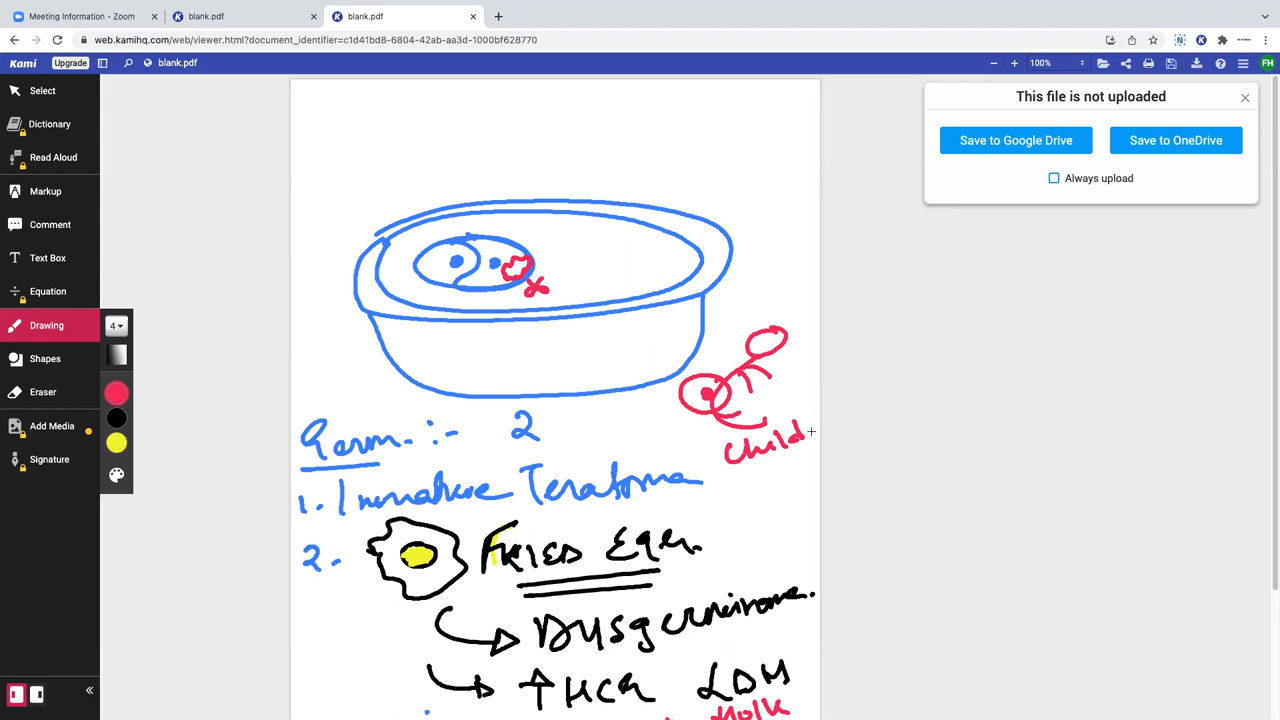 Meeting Information - Zoom
blank.pdf
blank.pdf
web.kamihq.com/web/viewer.html?document_identifier=c1d41bd8-6804-42ab-aa3d-1000bf628770
Kami
Upgrade
blank.pdf
100%
FH
Select
Dictionary
Read Aloud
Markup
Comment
Text Box
Equation
Drawing
Shapes
Eraser
Add Media
Signature
4
This file is not uploaded
Save to Google Drive
Save to OneDrive
Always upload
child
Germ. :- 2
1. Immature Teratoma
2. FRIED Egg.
Dysgerminoma.
↑ HCG LDH